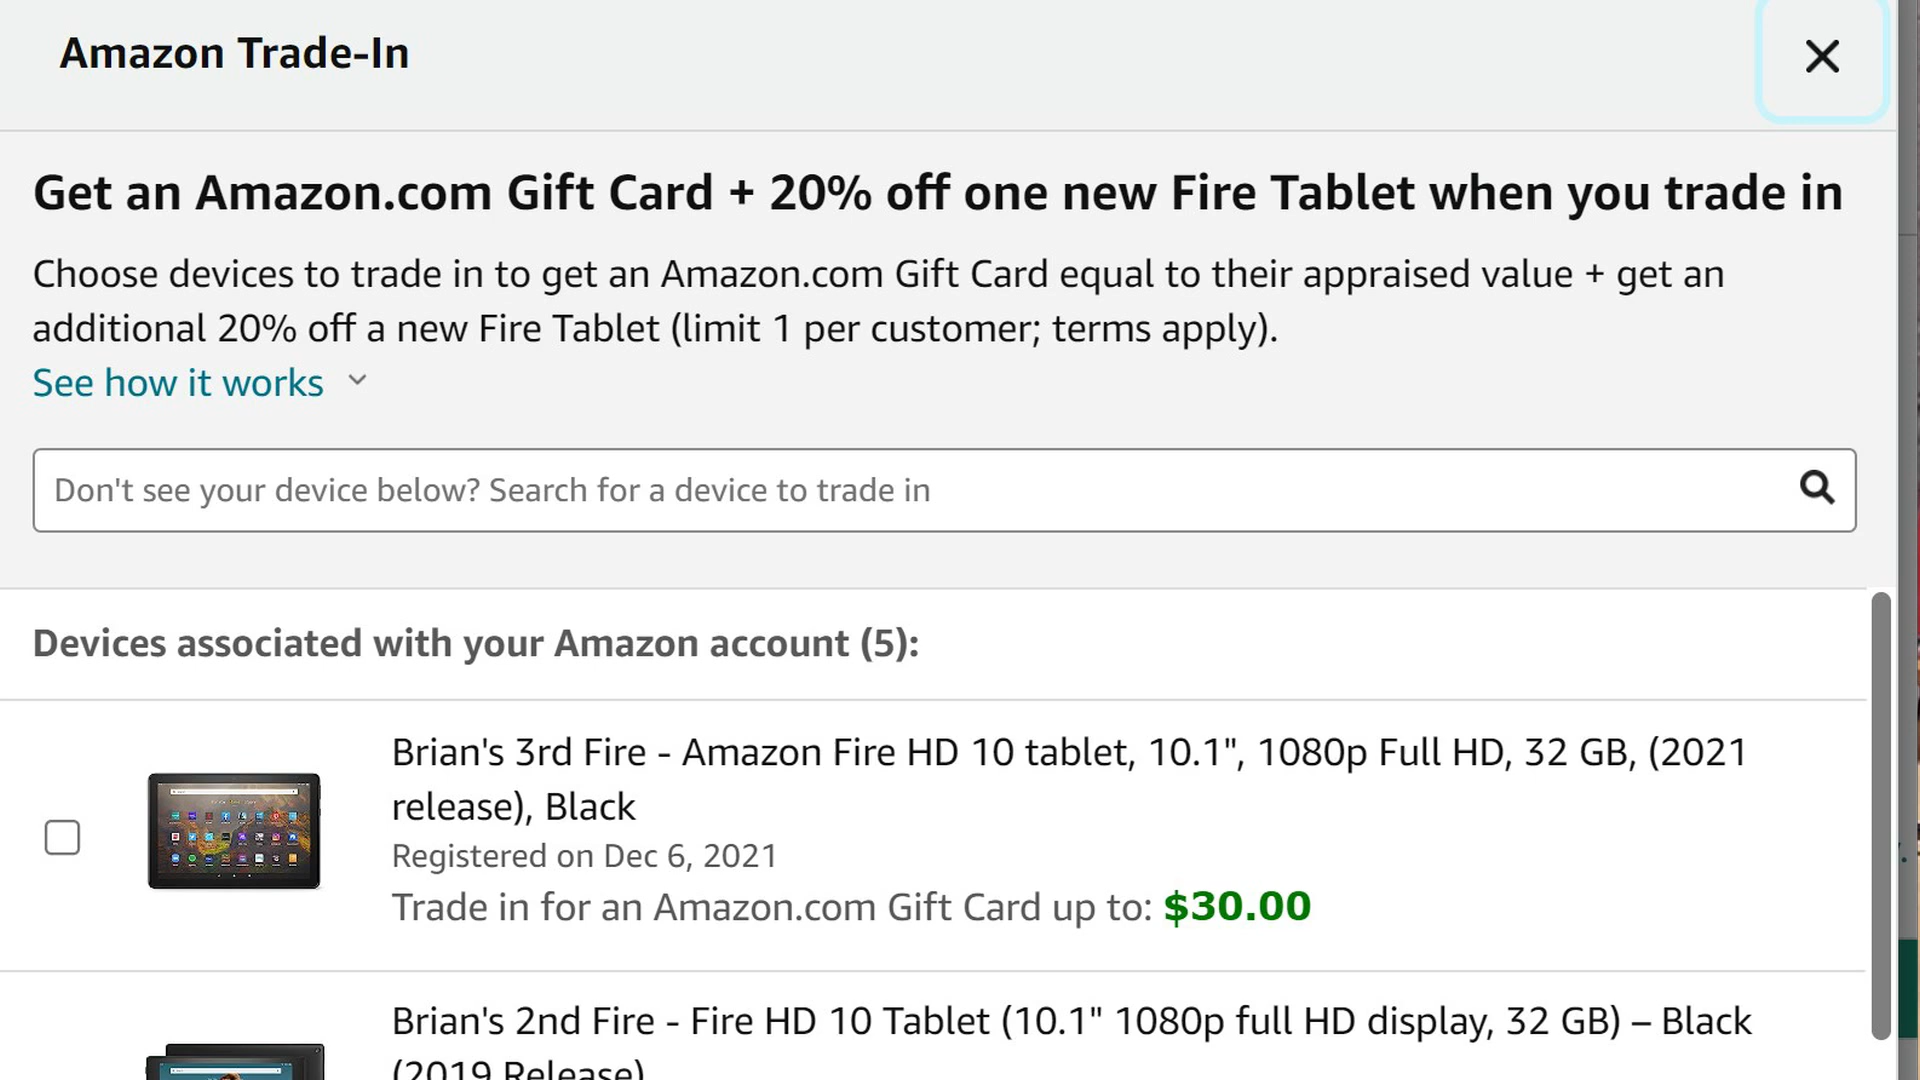 Amazon Trade-In
Get an Amazon.com Gift Card + 20% off one new Fire Tablet when you trade in
Choose devices to trade in to get an Amazon.com Gift Card equal to their appraised value + get an
additional 20% off a new Fire Tablet (limit 1 per customer; terms apply).
See how it works
Don't see your device below? Search for a device to trade in
Devices associated with your Amazon account (5):
Brian's 3rd Fire - Amazon Fire HD 10 tablet, 10.1", 1080p Full HD, 32 GB, (2021
release), Black
Registered on Dec 6, 2021
Trade in for an Amazon.com Gift Card up to: $30.00
Brian's 2nd Fire - Fire HD 10 Tablet (10.1" 1080p full HD display, 32 GB) – Black
(2019 Release)